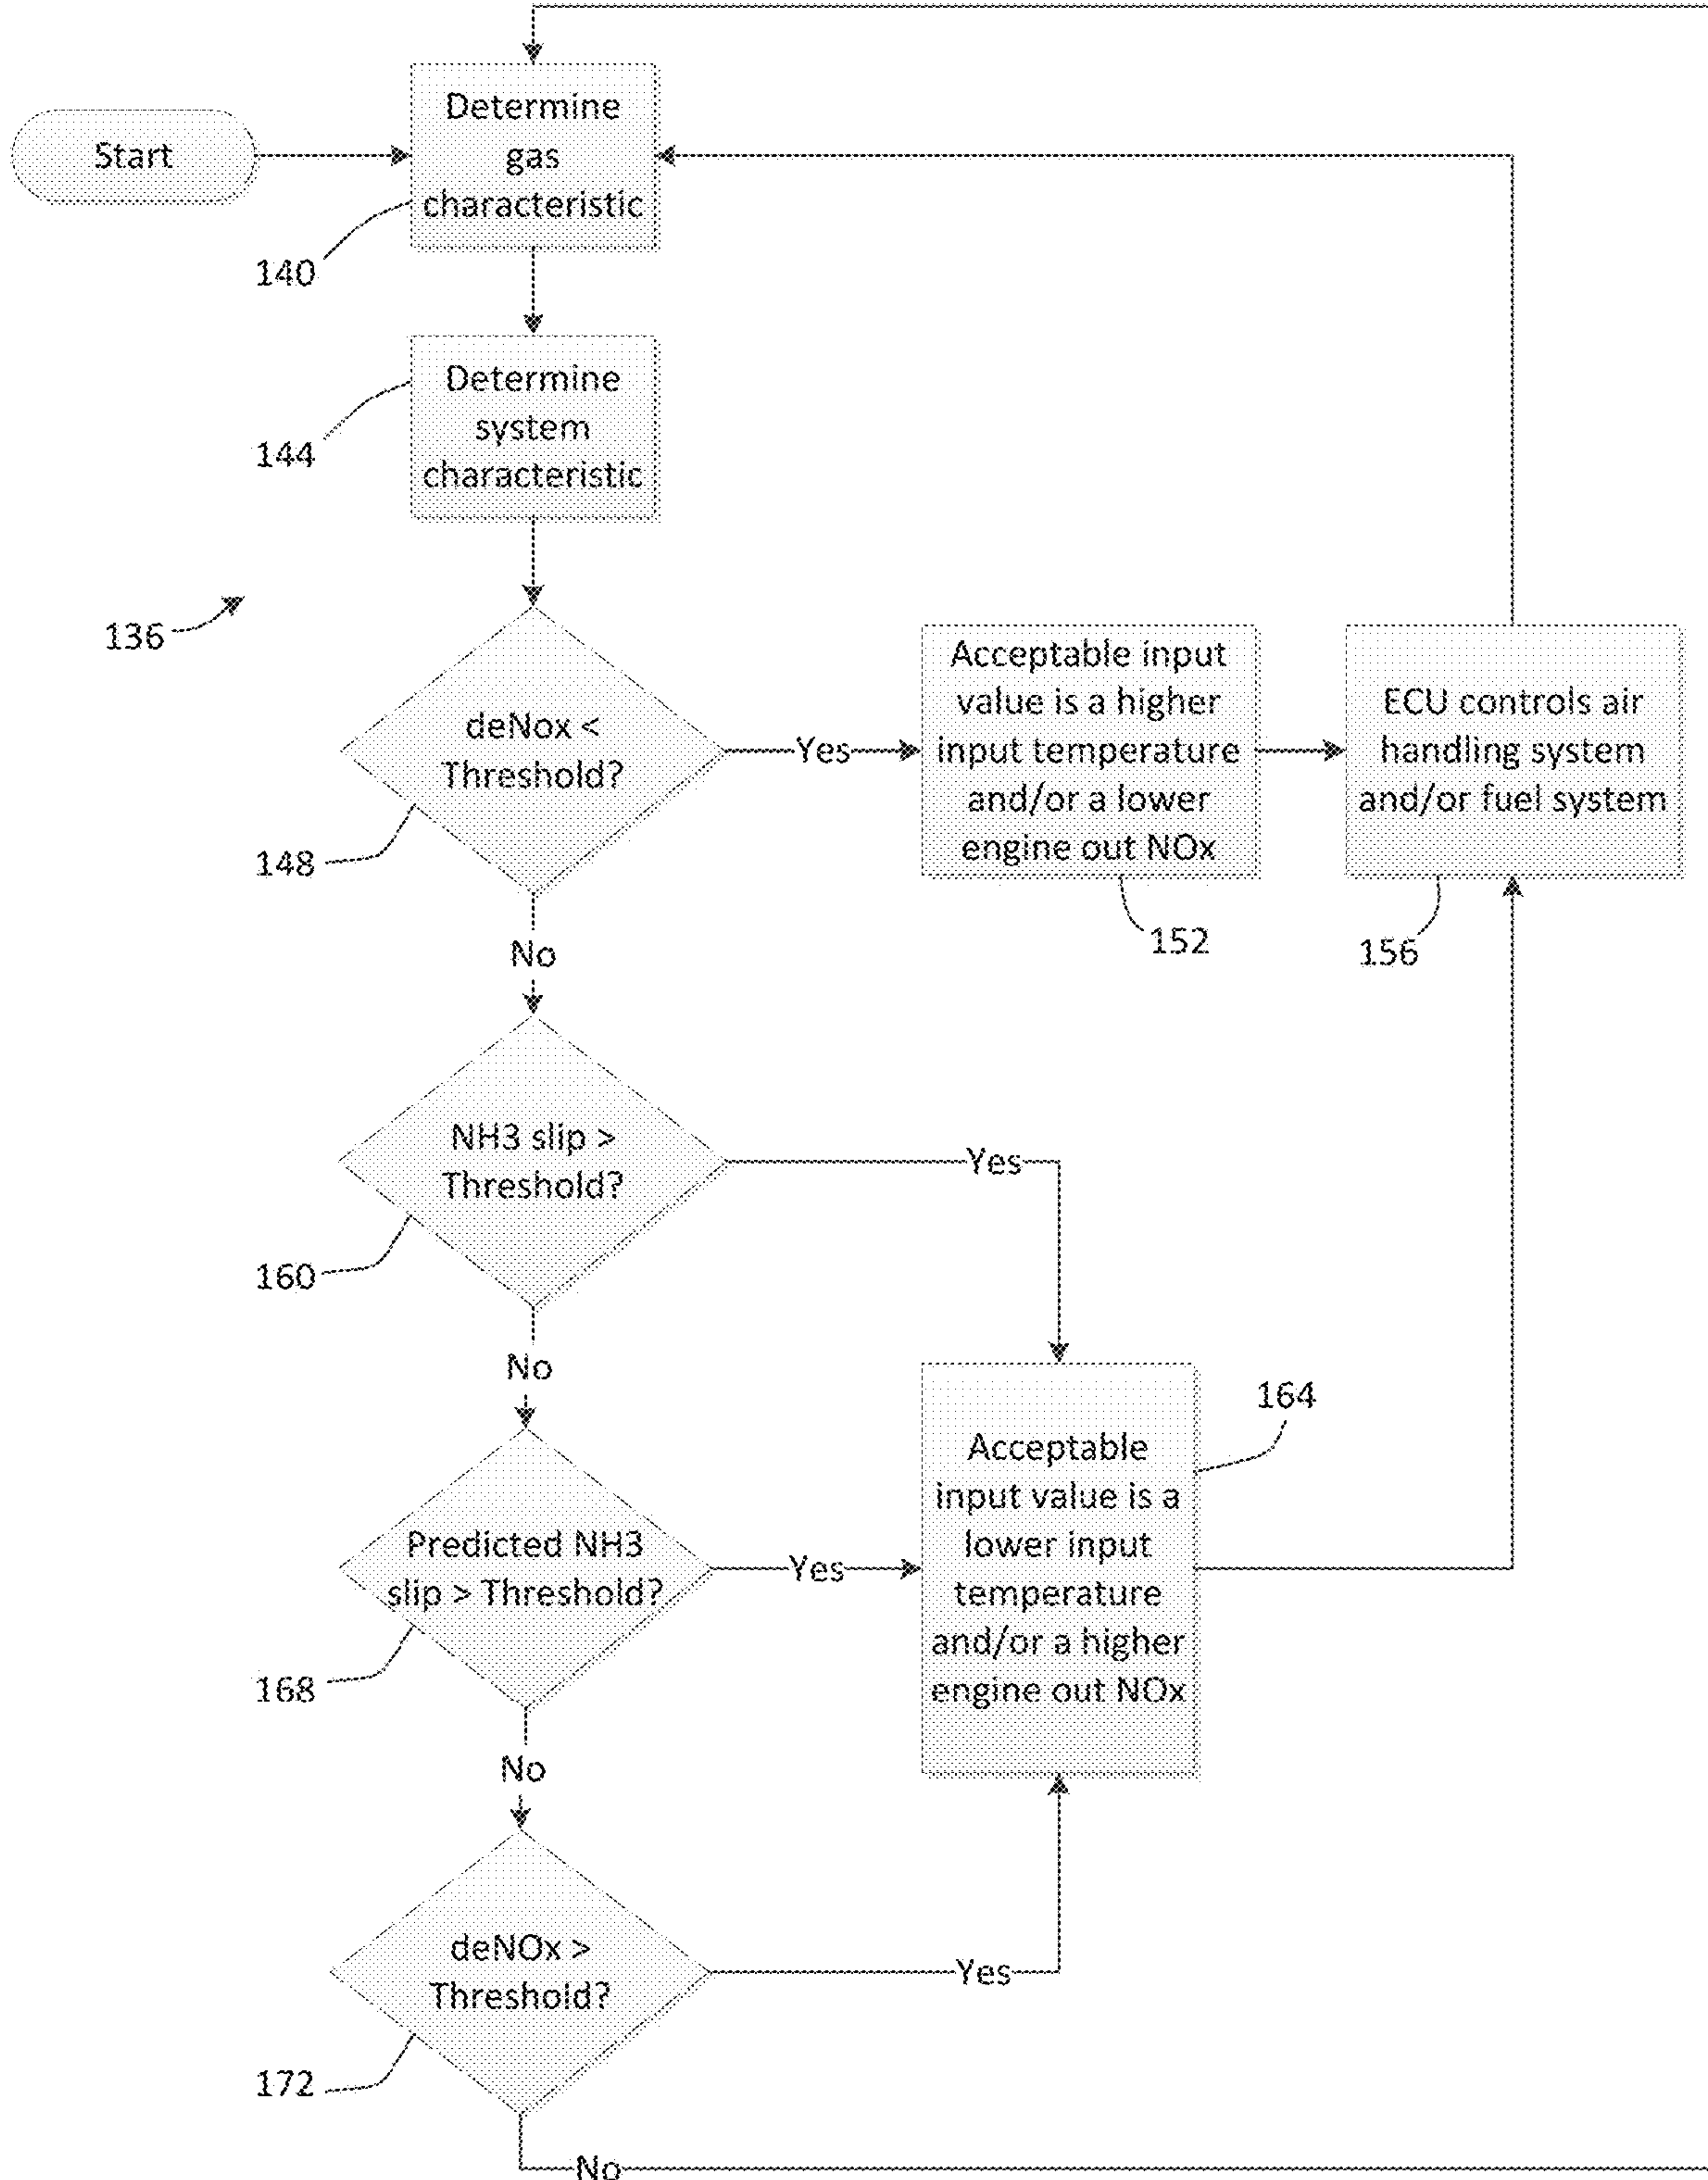 Start
Determine
gas
characteristic
140
Determine
system
characteristic
144
136
deNox <
Threshold?
148
Yes
Acceptable input
value is a higher
input temperature
and/or a lower
engine out NOx
152
ECU controls air
handling system
and/or fuel system
156
No
NH3 slip >
Threshold?
160
Yes
No
Predicted NH3
slip > Threshold?
168
Yes
Acceptable
input value is a
lower input
temperature
and/or a higher
engine out NOx
164
No
deNOx >
Threshold?
172
Yes
No